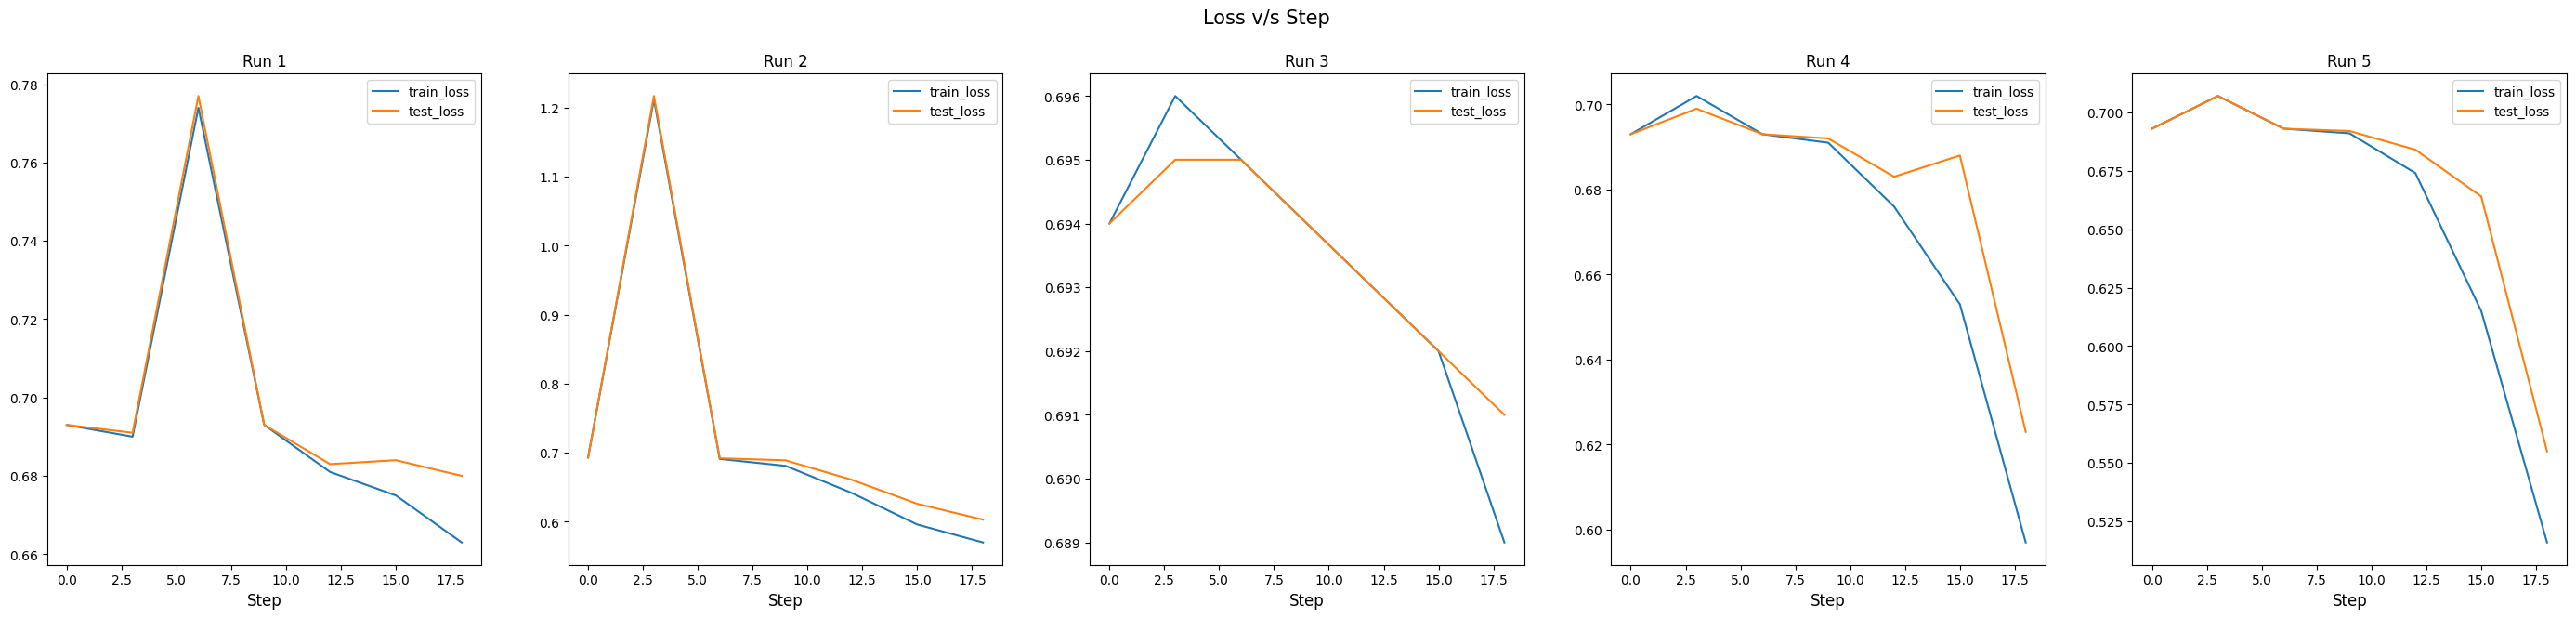 Loss v/s Step
Run 1
train_loss
test_loss
0.78
0.76
0.74
0.72
0.70
0.68
0.66
0.0 2.5 5.0 7.5 10.0 12.5 15.0 17.5
Step
Run 2
train_loss
test_loss
1.2
1.1
1.0
0.9
0.8
0.7
0.6
0.0 2.5 5.0 7.5 10.0 12.5 15.0 17.5
Step
Run 3
train_loss
test_loss
0.696
0.695
0.694
0.693
0.692
0.691
0.690
0.689
0.0 2.5 5.0 7.5 10.0 12.5 15.0 17.5
Step
Run 4
train_loss
test_loss
0.70
0.68
0.66
0.64
0.62
0.60
0.0 2.5 5.0 7.5 10.0 12.5 15.0 17.5
Step
Run 5
train_loss
test_loss
0.700
0.675
0.650
0.625
0.600
0.575
0.550
0.525
0.0 2.5 5.0 7.5 10.0 12.5 15.0 17.5
Step